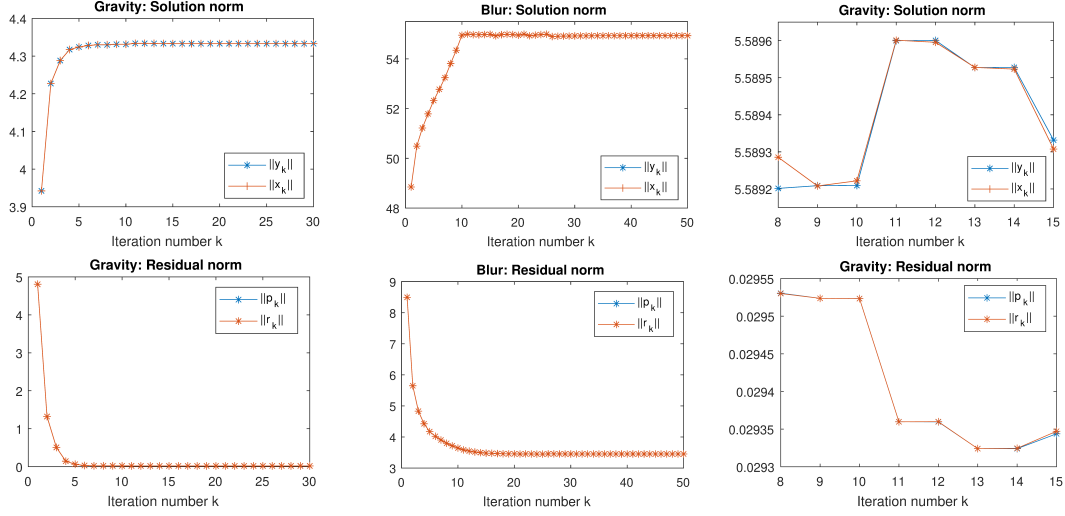 Gravity: Solution norm
4.4
4.3
4.2
4.1
4
3.9
0 5 10 15 20 25 30
Iteration number k
||y_k||
||x_k||
Blur: Solution norm
54
52
50
48
0 10 20 30 40 50
Iteration number k
||y_k||
||x_k||
Gravity: Solution norm
5.5896
5.5895
5.5894
5.5893
5.5892
8 9 10 11 12 13 14 15
Iteration number k
||y_k||
||x_k||
Gravity: Residual norm
5
4
3
2
1
0
0 5 10 15 20 25 30
Iteration number k
||p_k||
||r_k||
Blur: Residual norm
9
8
7
6
5
4
3
0 10 20 30 40 50
Iteration number k
||p_k||
||r_k||
Gravity: Residual norm
0.02955
0.0295
0.02945
0.0294
0.02935
0.0293
8 9 10 11 12 13 14 15
Iteration number k
||p_k||
||r_k||